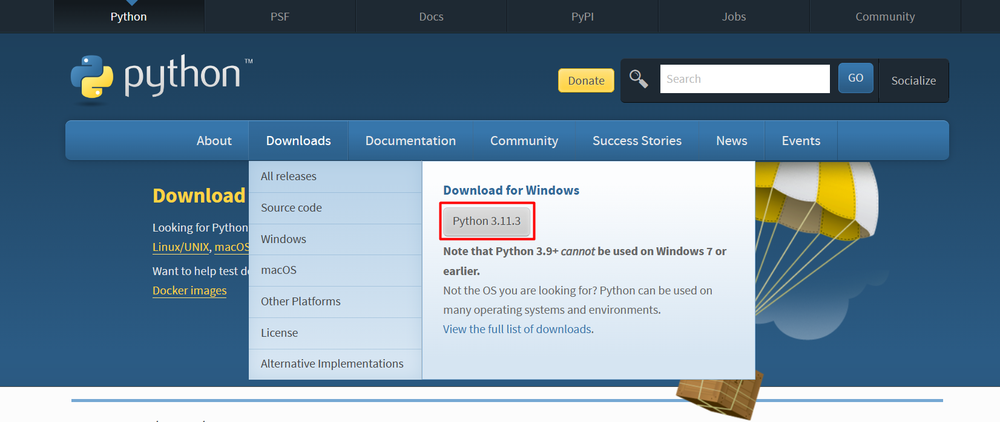 Python
PSF
Docs
PyPI
Jobs
Community
python™
Donate
Search
GO
Socialize
About
Downloads
Documentation
Community
Success Stories
News
Events
All releases
Source code
Windows
macOS
Other Platforms
License
Alternative Implementations
Download for Windows
Python 3.11.3
Note that Python 3.9+ cannot be used on Windows 7 or
earlier.
Not the OS you are looking for? Python can be used on
many operating systems and environments.
View the full list of downloads.
Download
Looking for Python
Linux/UNIX, macOS
Want to help test
Docker images